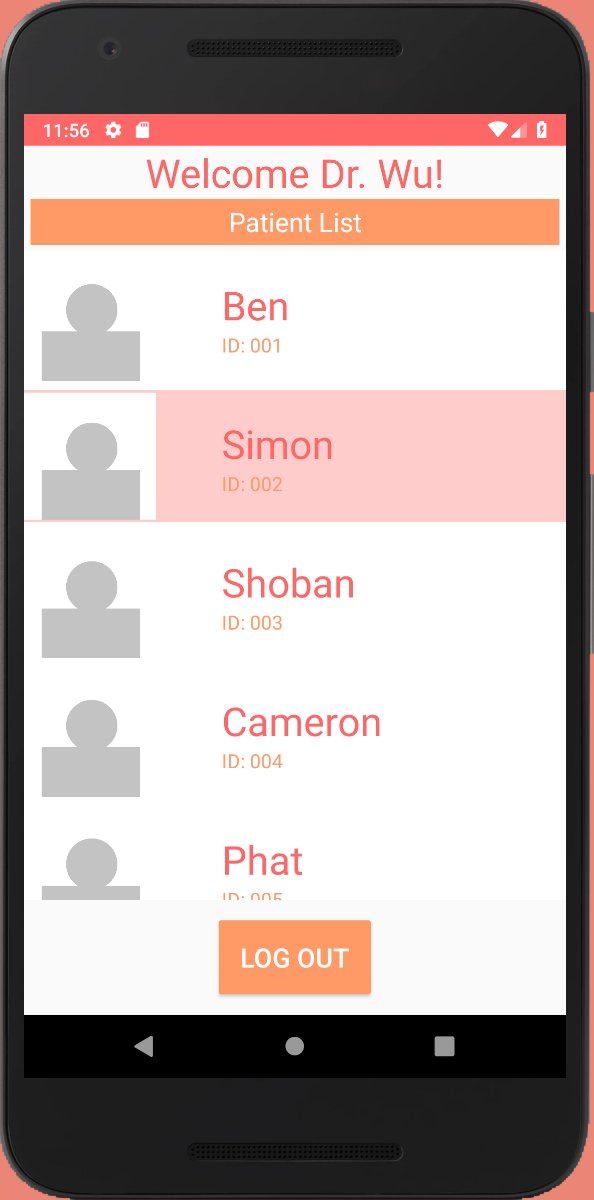 11:56
Welcome Dr. Wu!
Patient List
Ben
ID: 001
Simon
ID: 002
Shoban
ID: 003
Cameron
ID: 004
Phat
ID: 005
LOG OUT